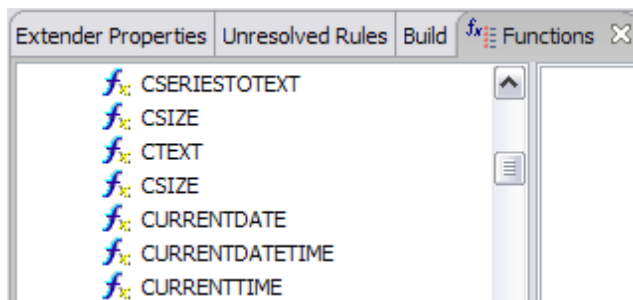 Extender Properties Unresolved Rules Build Functions
CSERIESTOTEXT
CSIZE
CTEXT
CSIZE
CURRENTDATE
CURRENTDATETIME
CURRENTTIME